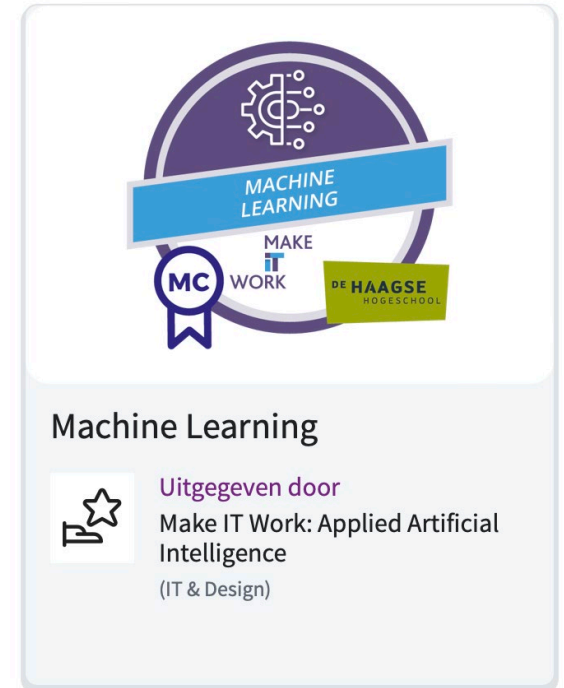 MACHINE
LEARNING
MAKE
iT
WORK
MC
DE HAAGSE
HOGESCHOOL
Machine Learning
Uitgegeven door
Make IT Work: Applied Artificial
Intelligence
(IT & Design)